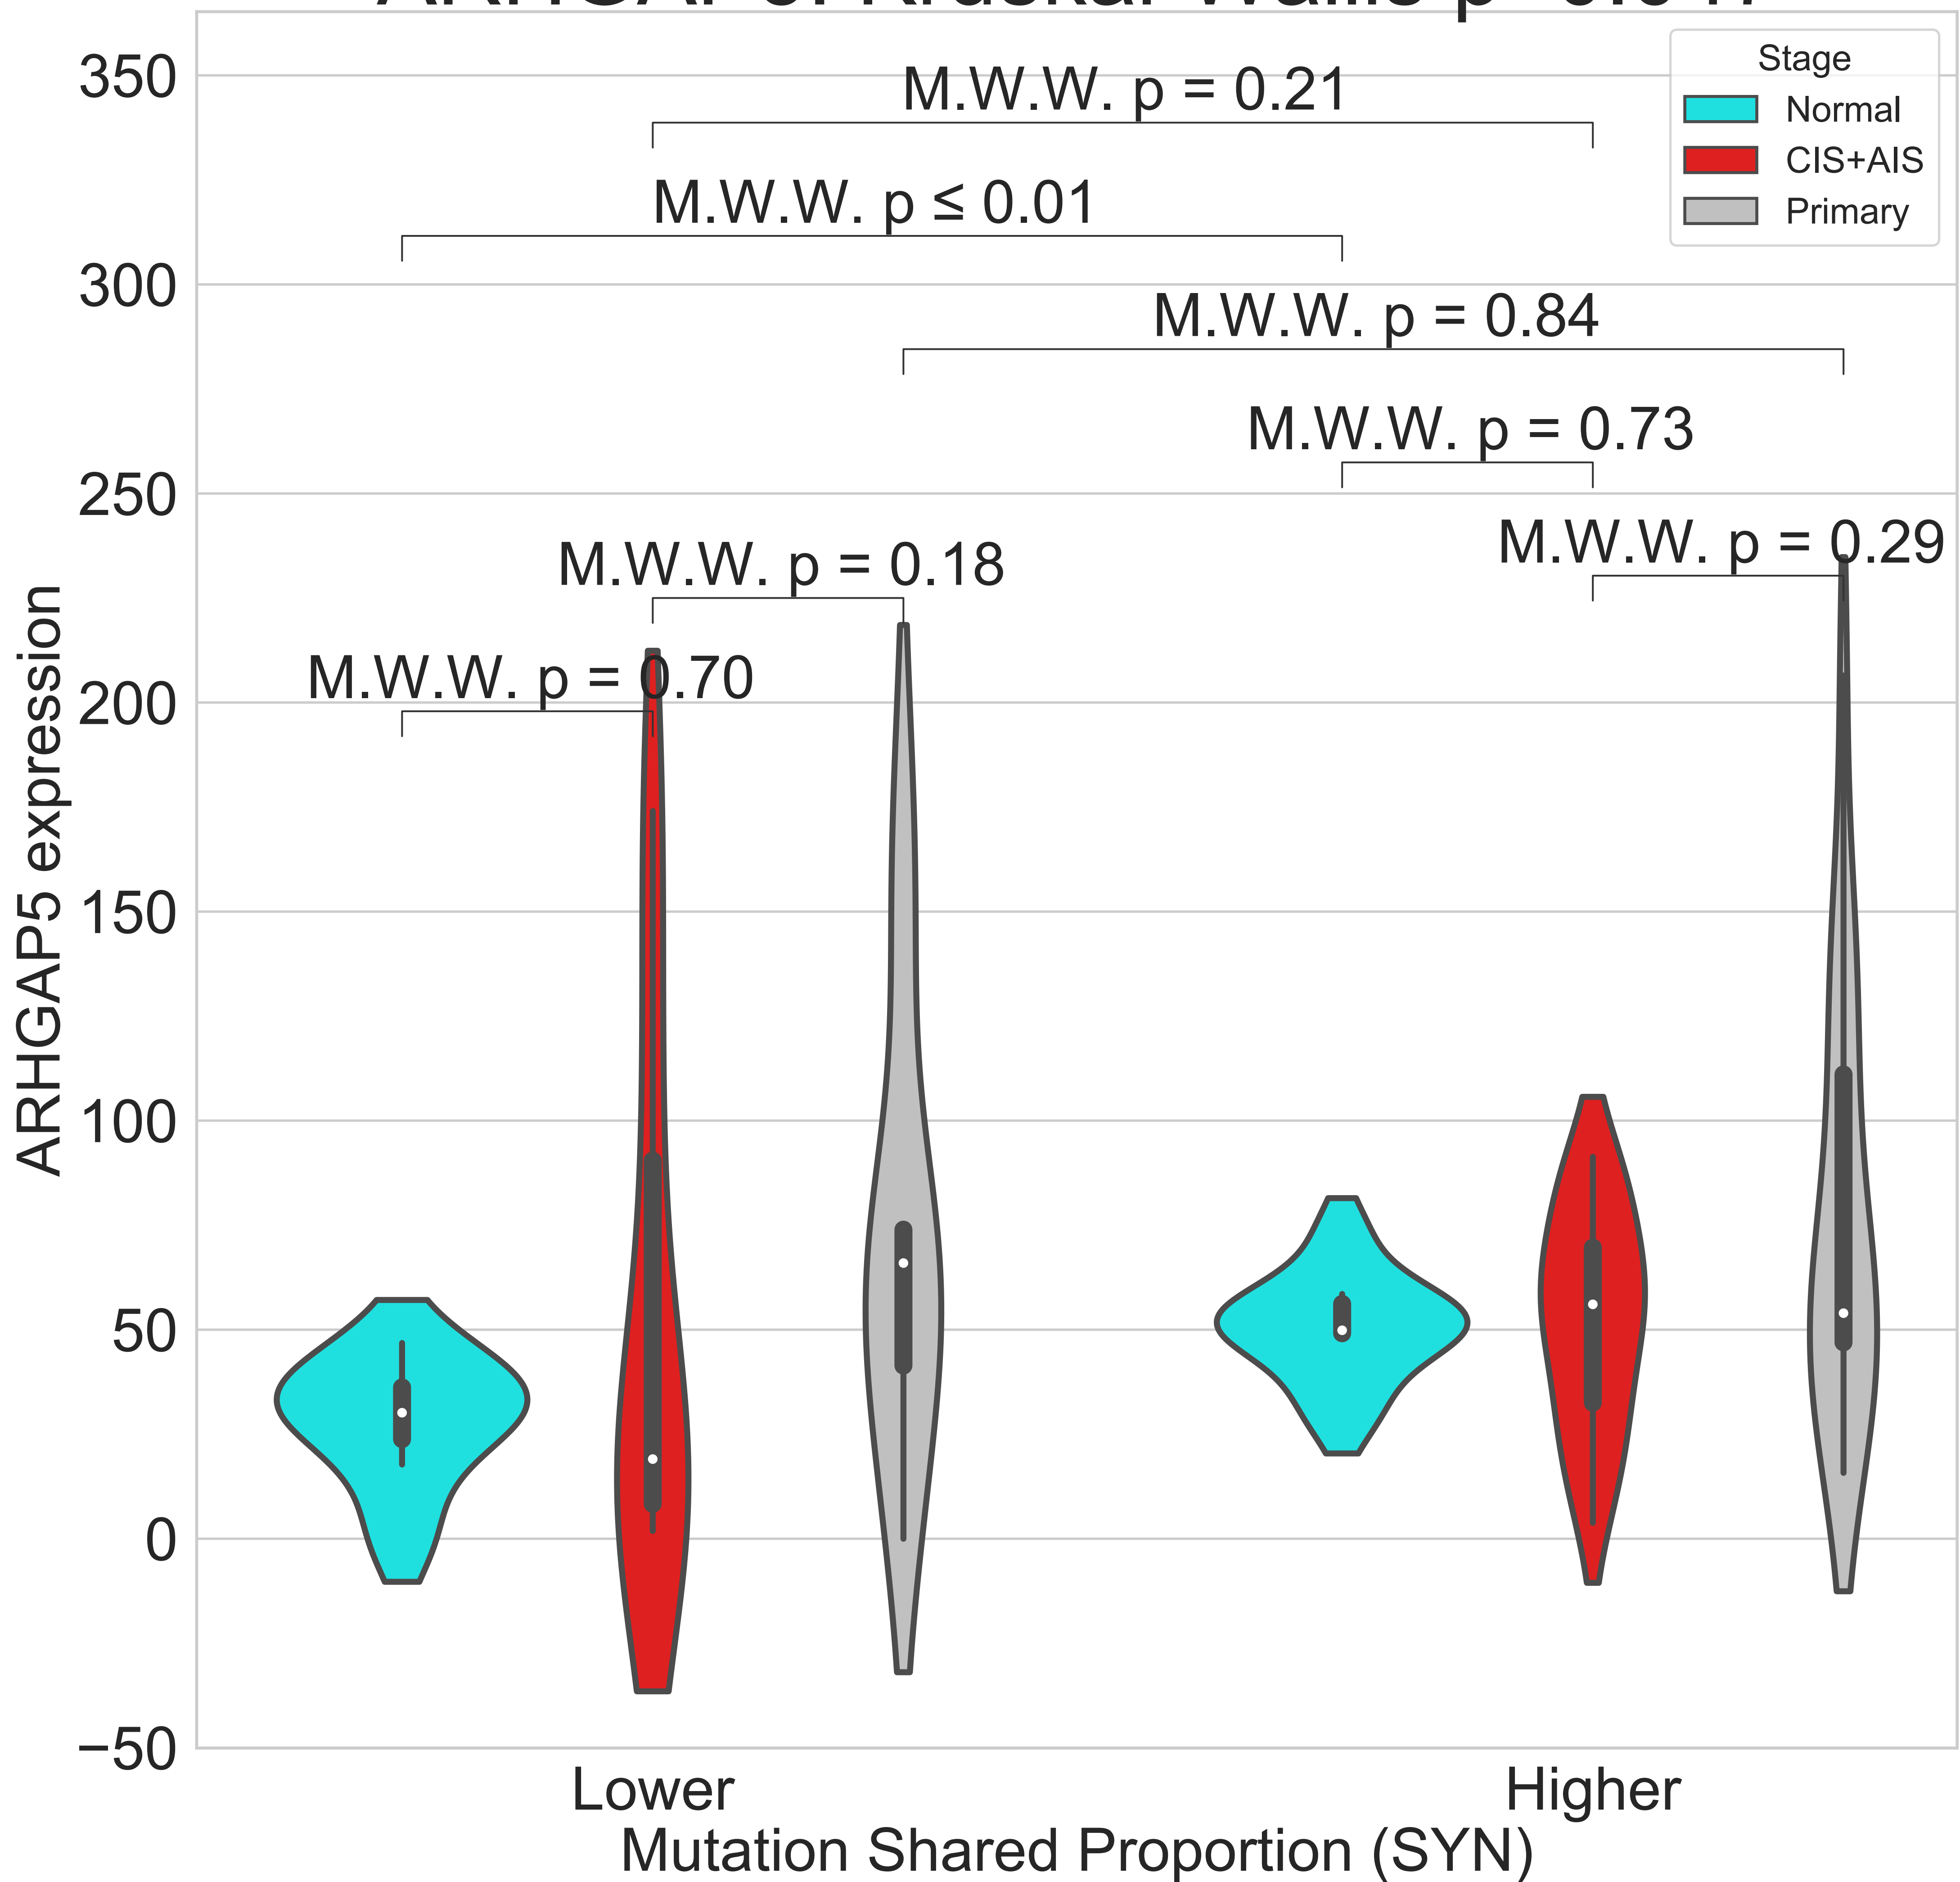 350
300
250
200
150
100
50
0
−50
ARHGAP5 expression
Stage
Normal
CIS+AIS
Primary
M.W.W. p = 0.21
M.W.W. p ≤ 0.01
M.W.W. p = 0.84
M.W.W. p = 0.73
M.W.W. p = 0.29
M.W.W. p = 0.18
M.W.W. p = 0.70
Lower
Higher
Mutation Shared Proportion (SYN)